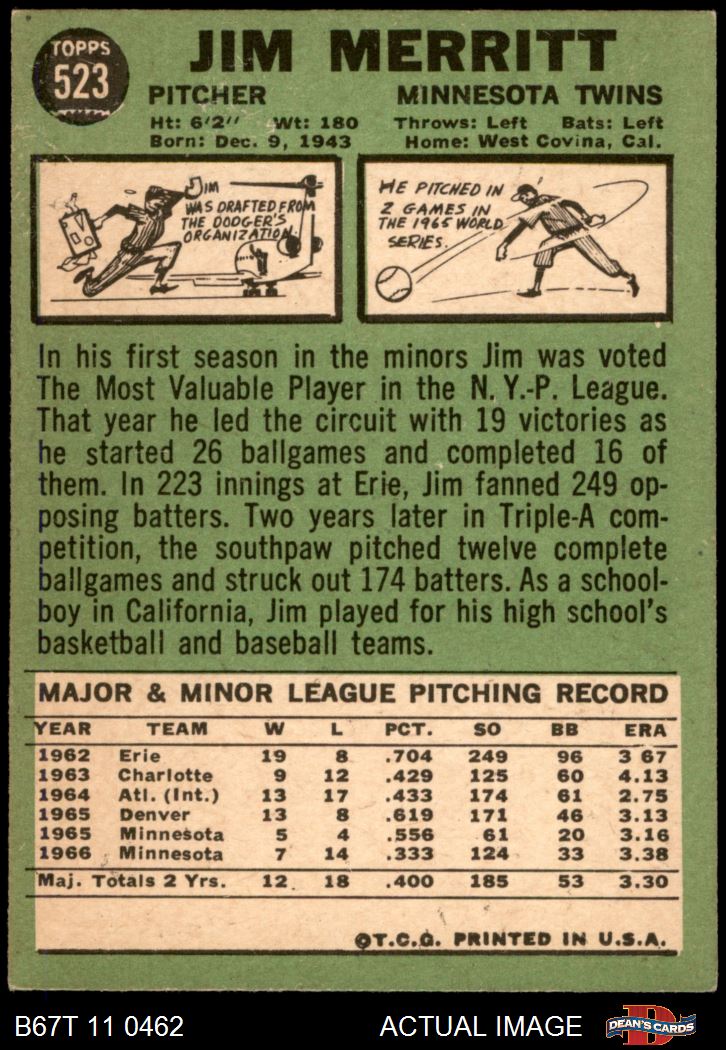 TOPPS
523
JIM MERRITT
PITCHER MINNESOTA TWINS
Ht: 6'2" Wt: 180 Throws: Left Bats: Left
Born: Dec. 9, 1943 Home: West Covina, Cal.
JIM
WAS DRAFTED FROM
THE DODGER'S
ORGANIZATION.
HE PITCHED IN
2 GAMES IN
THE 1965 WORLD
SERIES.
In his first season in the minors Jim was voted
The Most Valuable Player in the N. Y.-P. League.
That year he led the circuit with 19 victories as
he started 26 ballgames and completed 16 of
them. In 223 innings at Erie, Jim fanned 249 op-
posing batters. Two years later in Triple-A com-
petition, the southpaw pitched twelve complete
ballgames and struck out 174 batters. As a school-
boy in California, Jim played for his high school's
basketball and baseball teams.
MAJOR & MINOR LEAGUE PITCHING RECORD
YEAR TEAM W L PCT. SO BB ERA
1962 Erie 19 8 .704 249 96 3 67
1963 Charlotte 9 12 .429 125 60 4.13
1964 Atl. (Int.) 13 17 .433 174 61 2.75
1965 Denver 13 8 .619 171 46 3.13
1965 Minnesota 5 4 .556 61 20 3.16
1966 Minnesota 7 14 .333 124 33 3.38
Maj. Totals 2 Yrs. 12 18 .400 185 53 3.30
©T.C.G. PRINTED IN U.S.A.
B67T 11 0462 ACTUAL IMAGE D DEAN'S CARDS